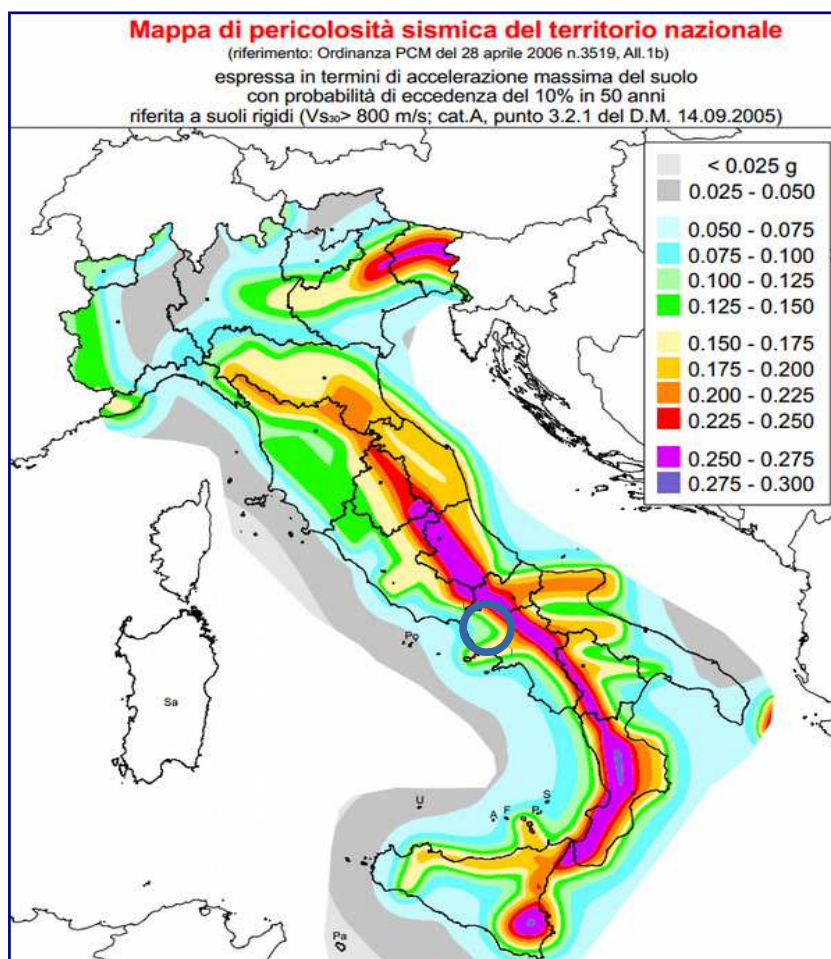 Mappa di pericolosità sismica del territorio nazionale
(riferimento: Ordinanza PCM del 28 aprile 2006 n.3519, All.1b)
espressa in termini di accelerazione massima del suolo
con probabilità di eccedenza del 10% in 50 anni
riferita a suoli rigidi (Vs30> 800 m/s; cat.A, punto 3.2.1 del D.M. 14.09.2005)
< 0.025 g
0.025 - 0.050
0.050 - 0.075
0.075 - 0.100
0.100 - 0.125
0.125 - 0.150
0.150 - 0.175
0.175 - 0.200
0.200 - 0.225
0.225 - 0.250
0.250 - 0.275
0.275 - 0.300
Po
Sa
U
A
F
P
S
Pa